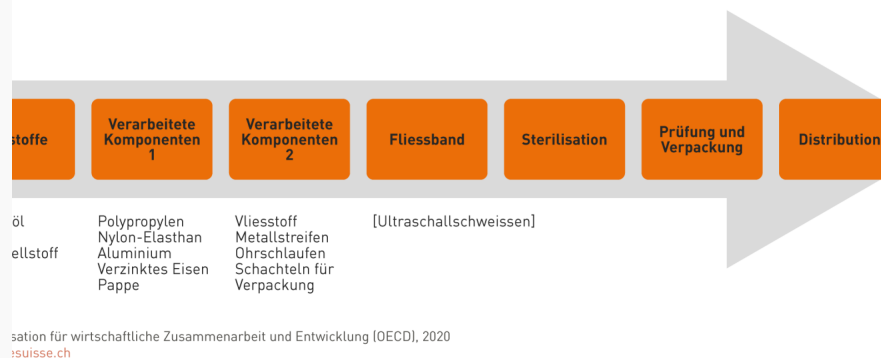 stoffe
Verarbeitete
Komponenten
1
Verarbeitete
Komponenten
2
Fliessband
Sterilisation
Prüfung und
Verpackung
Distribution
öl
ellstoff
Polypropylen
Nylon-Elasthan
Aluminium
Verzinktes Eisen
Pappe
Vliesstoff
Metallstreifen
Ohrschlaufen
Schachteln für
Verpackung
[Ultraschallschweissen]
sation für wirtschaftliche Zusammenarbeit und Entwicklung (OECD), 2020
esuisse.ch